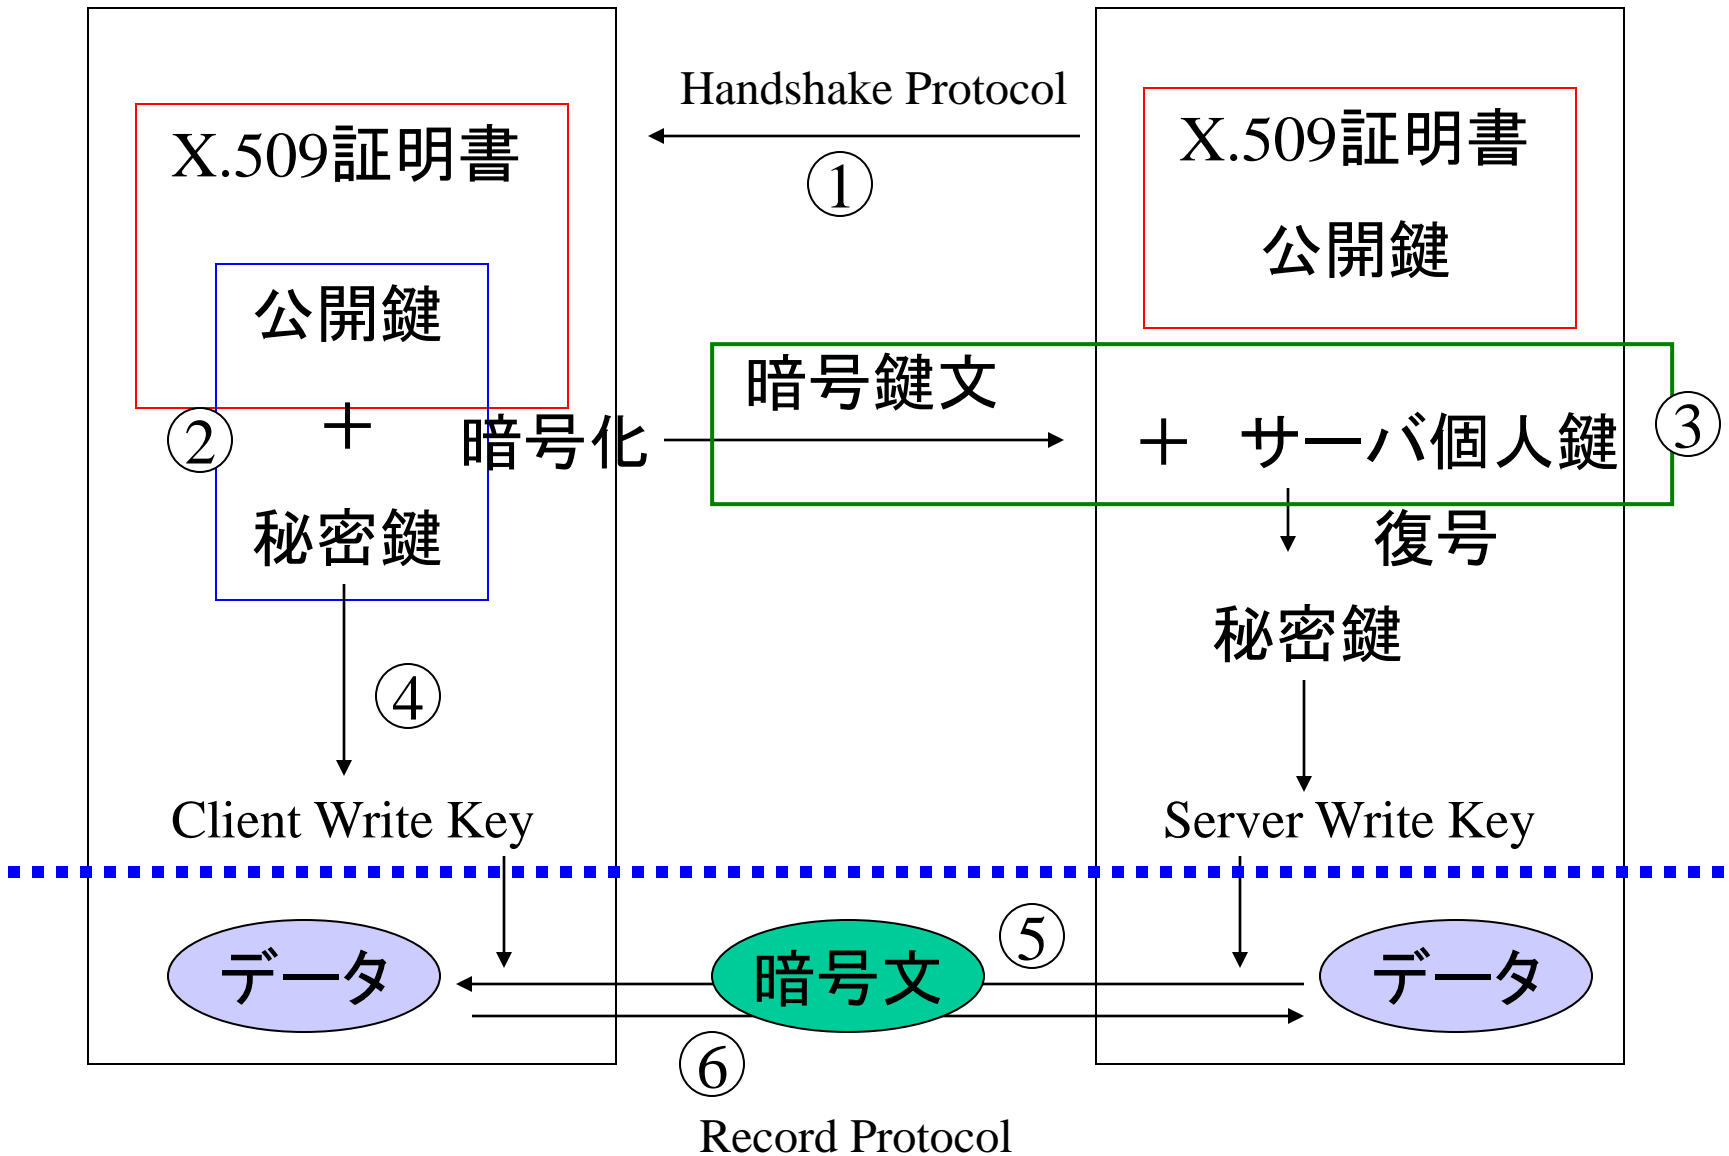 Handshake Protocol
①
X.509証明書
公開鍵
+
秘密鍵
②
暗号化
④
Client Write Key
X.509証明書
公開鍵
暗号鍵文
+ サーバ個人鍵
③
復号
秘密鍵
Server Write Key
データ
暗号文
⑤
データ
⑥
Record Protocol